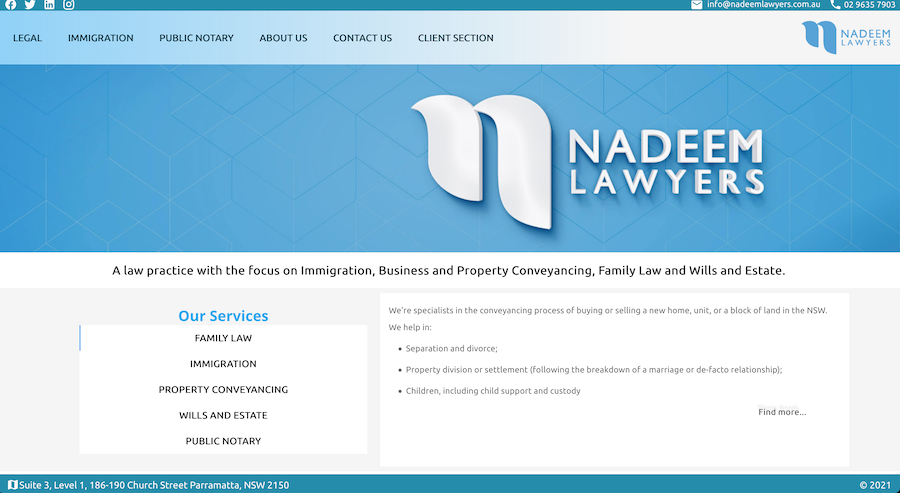 info@nadeemlawyers.com.au 02 9635 7903
LEGAL IMMIGRATION PUBLIC NOTARY ABOUT US CONTACT US CLIENT SECTION
NADEEM
LAWYERS
NADEEM
LAWYERS
A law practice with the focus on Immigration, Business and Property Conveyancing, Family Law and Wills and Estate.
Our Services
FAMILY LAW
IMMIGRATION
PROPERTY CONVEYANCING
WILLS AND ESTATE
PUBLIC NOTARY
We're specialists in the conveyancing process of buying or selling a new home, unit, or a block of land in the NSW.
We help in:
• Separation and divorce;
• Property division or settlement (following the breakdown of a marriage or de-facto relationship);
• Children, including child support and custody
Find more...
Suite 3, Level 1, 186-190 Church Street Parramatta, NSW 2150 © 2021